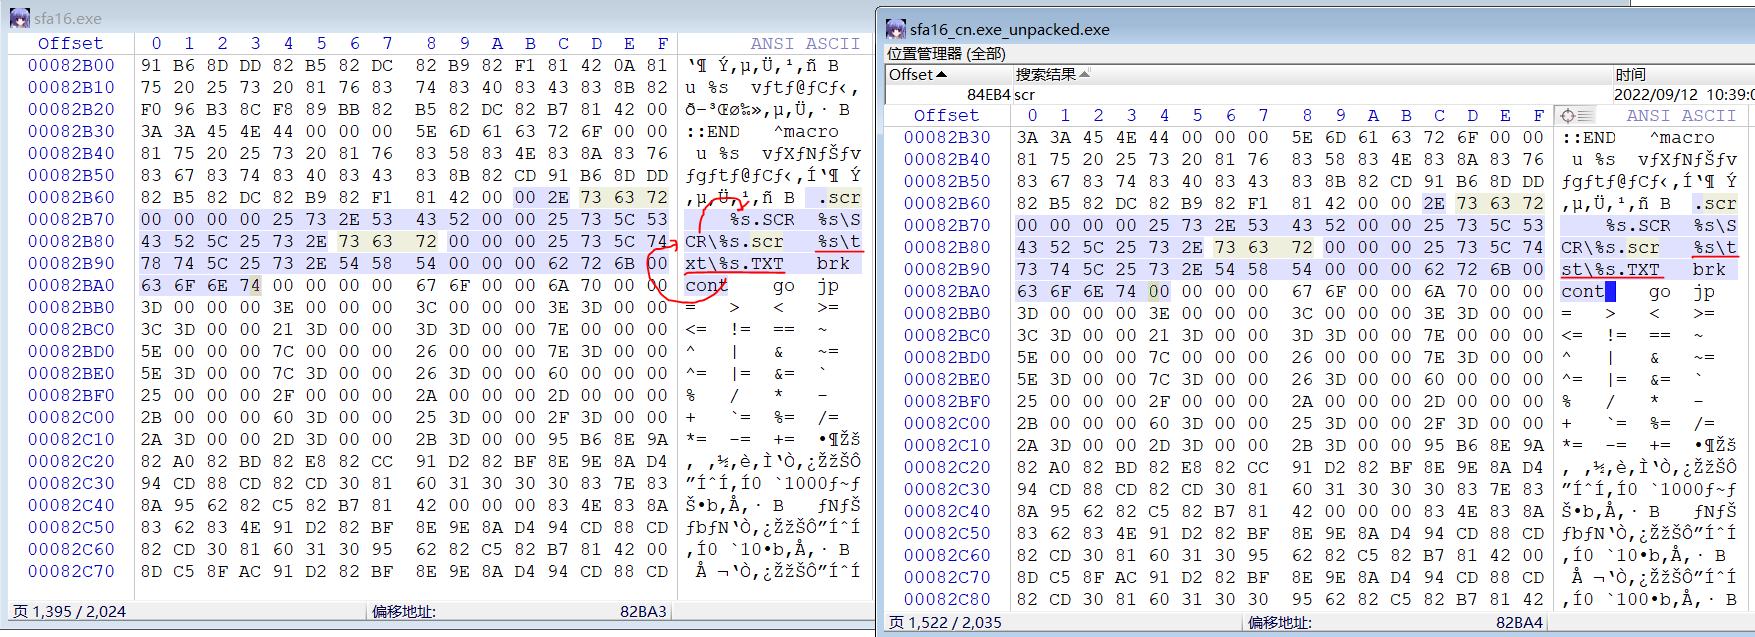 sfa16.exe
Offset 0 1 2 3 4 5 6 7 8 9 A B C D E F ANSI ASCII
00082B00 91 B6 8D DD 82 B5 82 DC 82 B9 82 F1 81 42 0A 81 ‘¶ Ý‚µ‚Ü‚¹‚ñ B
00082B10 75 20 25 73 20 81 76 83 74 83 40 83 43 83 8B 82 u %s vƒtƒ@ƒCƒ‹‚
00082B20 F0 96 B3 8C F8 89 BB 82 B5 82 DC 82 B7 81 42 00 ð–³Œø‰»‚µ‚Ü‚· B
00082B30 3A 3A 45 4E 44 00 00 00 5E 6D 61 63 72 6F 00 00 ::END ^macro
00082B40 81 75 20 25 73 20 81 76 83 58 83 4E 83 8A 83 76 u %s vƒXƒNƒŠƒv
00082B50 83 67 83 74 83 40 83 43 83 8B 82 CD 91 B6 8D DD ƒgƒtƒ@ƒCƒ‹‚Í‘¶ Ý
00082B60 82 B5 82 DC 82 B9 82 F1 81 42 00 00 2E 73 63 72 ‚µ‚Ü‚¹‚ñ B .scr
00082B70 00 00 00 00 25 73 2E 53 43 52 00 00 25 73 5C 53 %s.SCR %s\S
00082B80 43 52 5C 25 73 2E 73 63 72 00 00 00 25 73 5C 74 CR\%s.scr %s\t
00082B90 78 74 5C 25 73 2E 54 58 54 00 00 00 62 72 6B 00 xt\%s.TXT brk
00082BA0 63 6F 6E 74 00 00 00 00 67 6F 00 00 6A 70 00 00 cont go jp
00082BB0 3D 00 00 00 3E 00 00 00 3C 00 00 00 3E 3D 00 00 = > < >=
00082BC0 3C 3D 00 00 21 3D 00 00 3D 3D 00 00 7E 00 00 00 <= != == ~
00082BD0 5E 00 00 00 7C 00 00 00 26 00 00 00 7E 3D 00 00 ^ | & ~=
00082BE0 5E 3D 00 00 7C 3D 00 00 26 3D 00 00 60 00 00 00 ^= |= &= `
00082BF0 25 00 00 00 2F 00 00 00 2A 00 00 00 2D 00 00 00 % / * -
00082C00 2B 00 00 00 60 3D 00 00 25 3D 00 00 2F 3D 00 00 + `= %= /=
00082C10 2A 3D 00 00 2D 3D 00 00 2B 3D 00 00 95 B6 8E 9A *= -= += •¶Žš
00082C20 82 A0 82 BD 82 E8 82 CC 91 D2 82 BF 8E 9E 8A D4 ‚ ‚½‚è‚Ì‘Ò‚¿ŽžŠÔ
00082C30 94 CD 88 CD 82 CD 30 81 60 31 30 30 30 83 7E 83 ”ÍˆÍ‚Í0 `1000ƒ~ƒ
00082C40 8A 95 62 82 C5 82 B7 81 42 00 00 00 83 4E 83 8A Š•b‚Å‚· B ƒNƒŠ
00082C50 83 62 83 4E 91 D2 82 BF 8E 9E 8A D4 94 CD 88 CD ƒbƒN‘Ò‚¿ŽžŠÔ”ÍˆÍ
00082C60 82 CD 30 81 60 31 30 95 62 82 C5 82 B7 81 42 00 ‚Í0 `10•b‚Å‚· B
00082C70 8D C5 8F AC 91 D2 82 BF 8E 9E 8A D4 94 CD 88 CD Å ¬‘Ò‚¿ŽžŠÔ”ÍˆÍ
页 1,395 / 2,024 偏移地址: 82BA3
sfa16_cn.exe_unpacked.exe
位置管理器 (全部)
Offset 搜索结果 时间
84EB4 scr 2022/09/12 10:39:0
Offset 0 1 2 3 4 5 6 7 8 9 A B C D E F ANSI ASCII
00082B30 3A 3A 45 4E 44 00 00 00 5E 6D 61 63 72 6F 00 00 ::END ^macro
00082B40 81 75 20 25 73 20 81 76 83 58 83 4E 83 8A 83 76 u %s vƒXƒNƒŠƒv
00082B50 83 67 83 74 83 40 83 43 83 8B 82 CD 91 B6 8D DD ƒgƒtƒ@ƒCƒ‹‚Í‘¶ Ý
00082B60 82 B5 82 DC 82 B9 82 F1 81 42 00 00 2E 73 63 72 ‚µ‚Ü‚¹‚ñ B .scr
00082B70 00 00 00 00 25 73 2E 53 43 52 00 00 25 73 5C 53 %s.SCR %s\S
00082B80 43 52 5C 25 73 2E 73 63 72 00 00 00 25 73 5C 74 CR\%s.scr %s\t
00082B90 73 74 5C 25 73 2E 54 58 54 00 00 00 62 72 6B 00 st\%s.TXT brk
00082BA0 63 6F 6E 74 00 00 00 00 67 6F 00 00 6A 70 00 00 cont go jp
00082BB0 3D 00 00 00 3E 00 00 00 3C 00 00 00 3E 3D 00 00 = > < >=
00082BC0 3C 3D 00 00 21 3D 00 00 3D 3D 00 00 7E 00 00 00 <= != == ~
00082BD0 5E 00 00 00 7C 00 00 00 26 00 00 00 7E 3D 00 00 ^ | & ~=
00082BE0 5E 3D 00 00 7C 3D 00 00 26 3D 00 00 60 00 00 00 ^= |= &= `
00082BF0 25 00 00 00 2F 00 00 00 2A 00 00 00 2D 00 00 00 % / * -
00082C00 2B 00 00 00 60 3D 00 00 25 3D 00 00 2F 3D 00 00 + `= %= /=
00082C10 2A 3D 00 00 2D 3D 00 00 2B 3D 00 00 95 B6 8E 9A *= -= += •¶Žš
00082C20 82 A0 82 BD 82 E8 82 CC 91 D2 82 BF 8E 9E 8A D4 ‚ ‚½‚è‚Ì‘Ò‚¿ŽžŠÔ
00082C30 94 CD 88 CD 82 CD 30 81 60 31 30 30 30 83 7E 83 ”ÍˆÍ‚Í0 `1000ƒ~ƒ
00082C40 8A 95 62 82 C5 82 B7 81 42 00 00 00 83 4E 83 8A Š•b‚Å‚· B ƒNƒŠ
00082C50 83 62 83 4E 91 D2 82 BF 8E 9E 8A D4 94 CD 88 CD ƒbƒN‘Ò‚¿ŽžŠÔ”ÍˆÍ
00082C60 82 CD 30 81 60 31 30 95 62 82 C5 82 B7 81 42 00 ‚Í0 `10•b‚Å‚· B
00082C70 8D C5 8F AC 91 D2 82 BF 8E 9E 8A D4 94 CD 88 CD Å ¬‘Ò‚¿ŽžŠÔ”ÍˆÍ
00082C80 82 CD 30 81 60 31 30 30 95 62 82 C5 82 B7 81 42 ‚Í0 `100•b‚Å‚· B
页 1,522 / 2,035 偏移地址: 82BA4